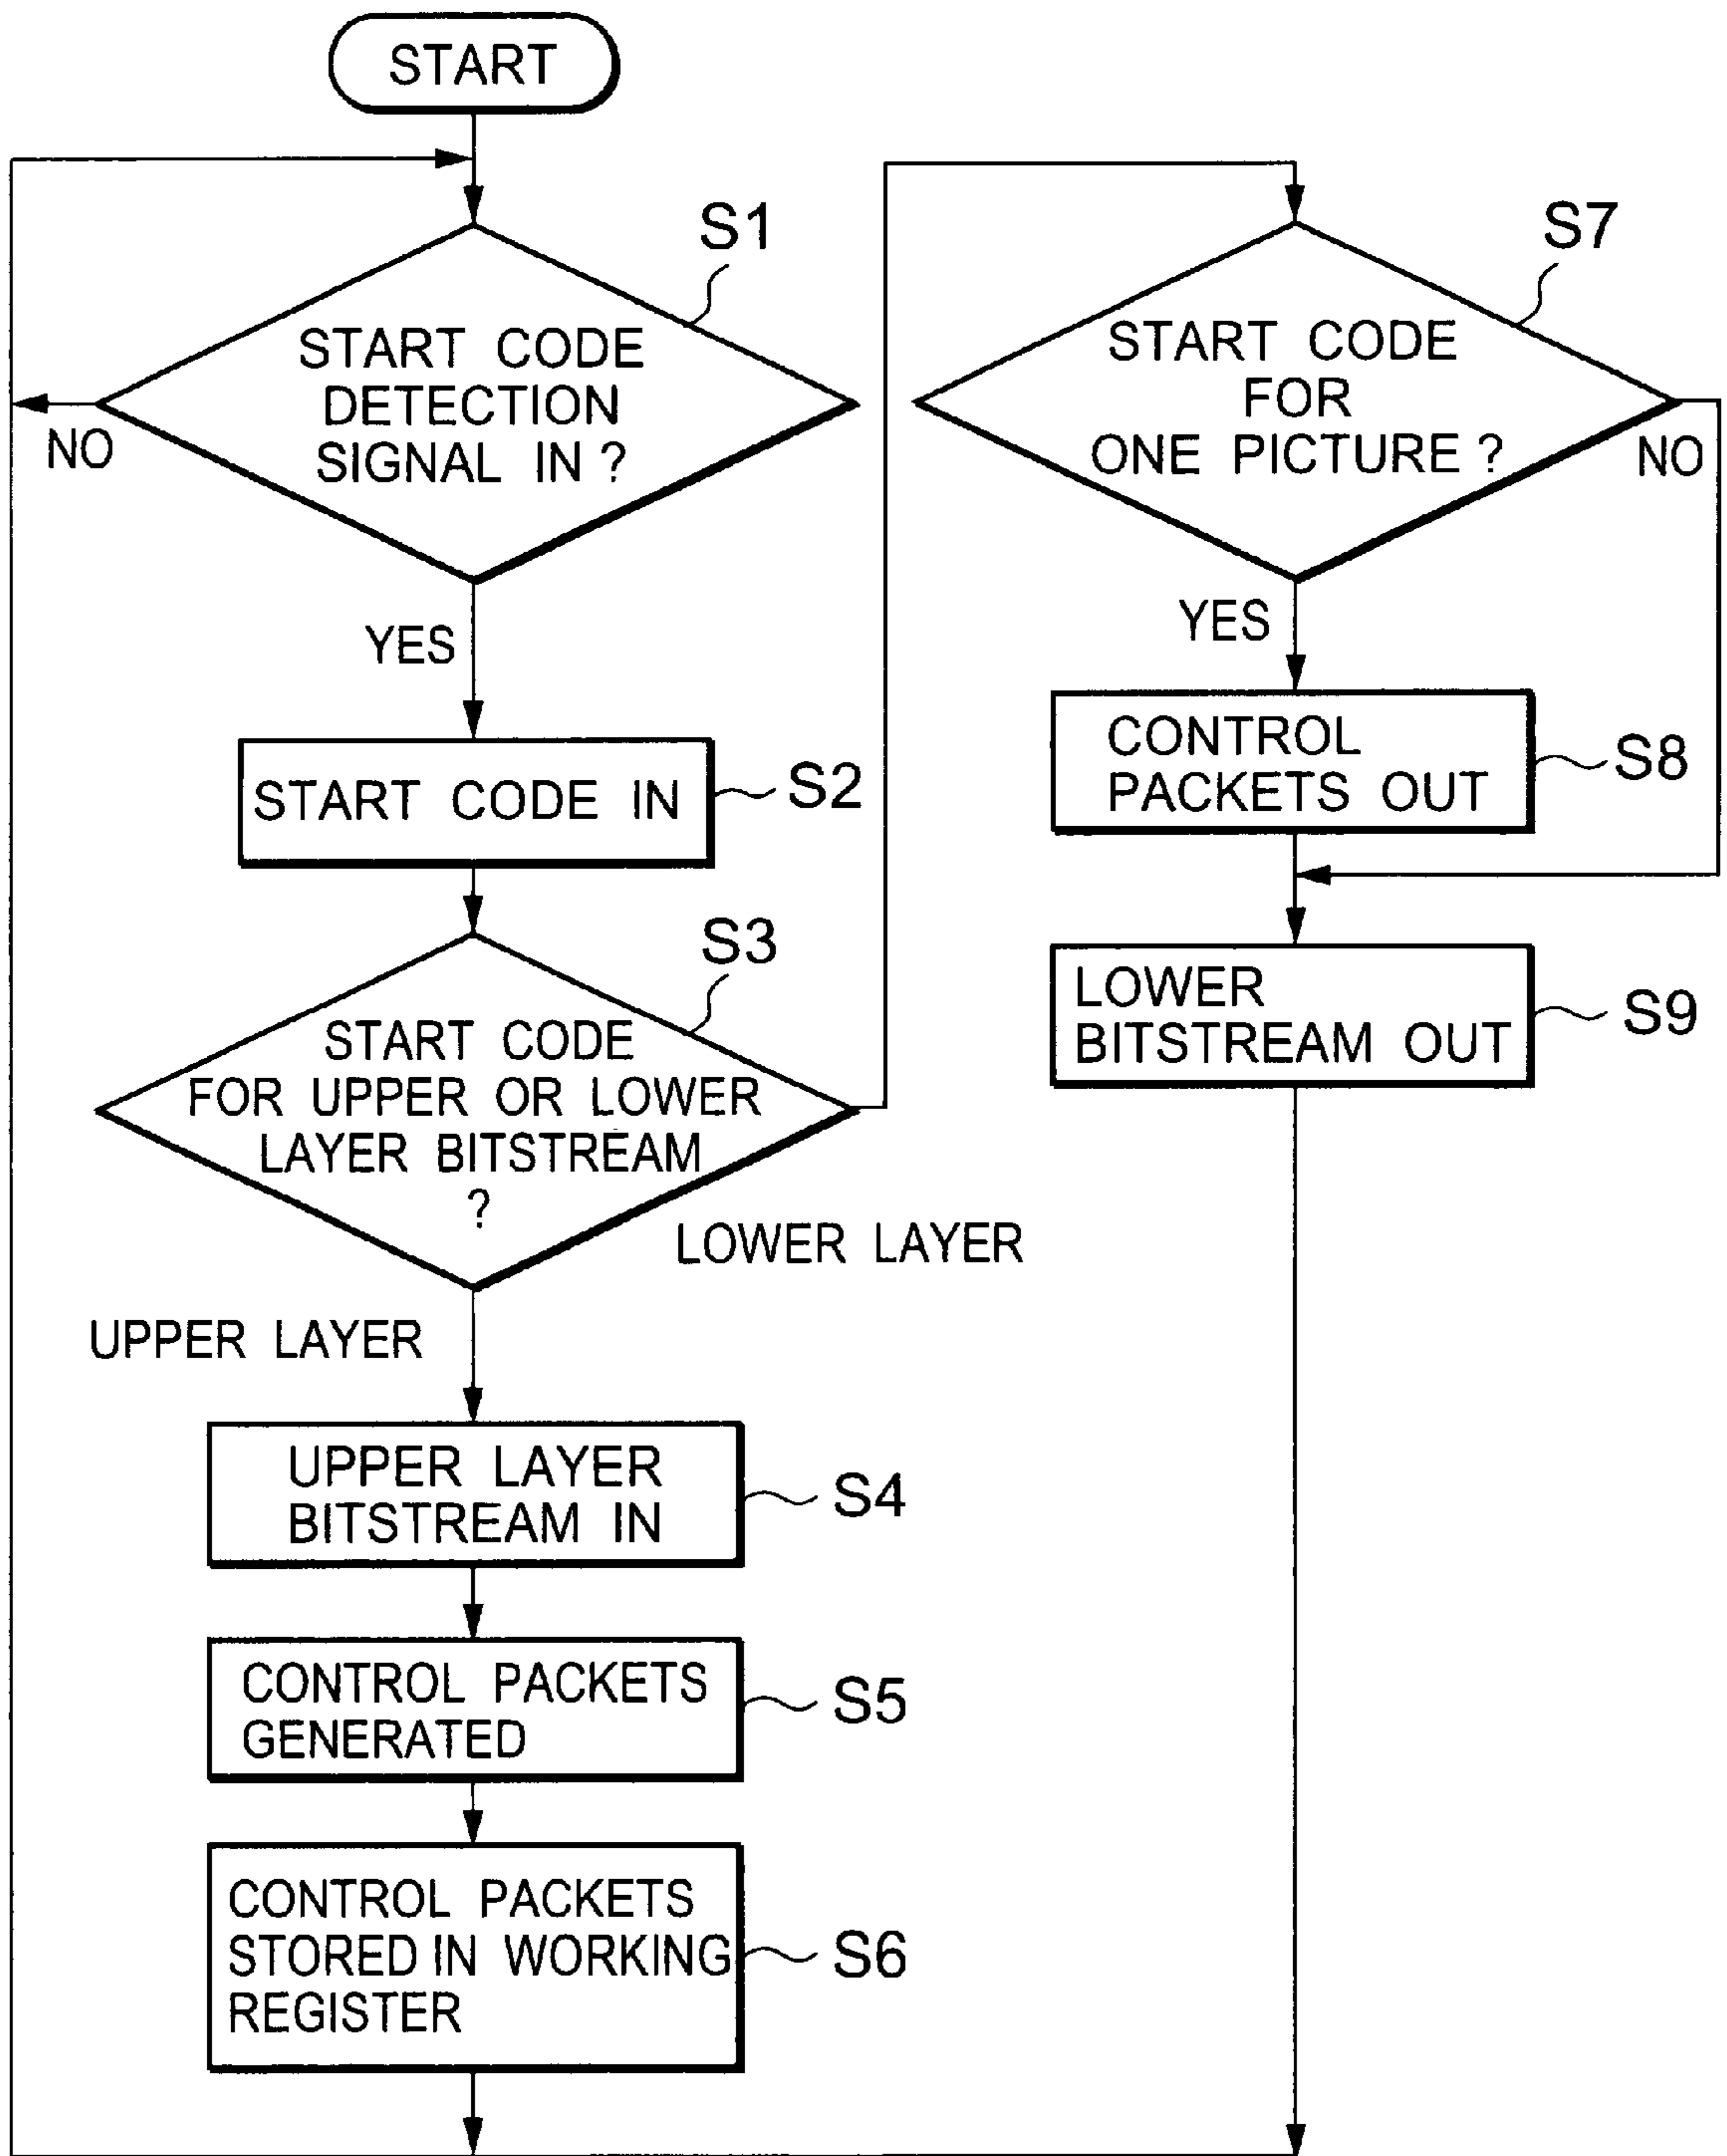 START
S1
START CODE
DETECTION
SIGNAL IN ?
NO
YES
START CODE IN
S2
S3
START CODE
FOR UPPER OR LOWER
LAYER BITSTREAM
?
LOWER LAYER
UPPER LAYER
UPPER LAYER
BITSTREAM IN
S4
CONTROL PACKETS
GENERATED
S5
CONTROL PACKETS
STORED IN WORKING
REGISTER
S6
S7
START CODE
FOR
ONE PICTURE ?
NO
YES
CONTROL
PACKETS OUT
S8
LOWER
BITSTREAM OUT
S9